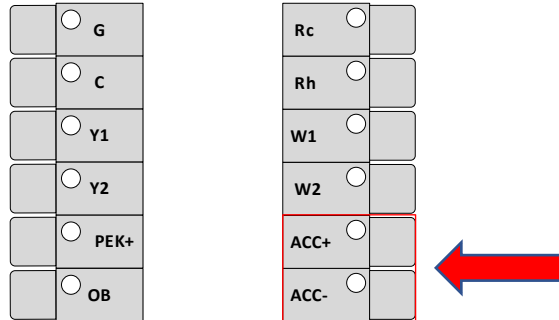 G Rc
C Rh
Y1 W1
Y2 W2
PEK+ ACC+
OB ACC-